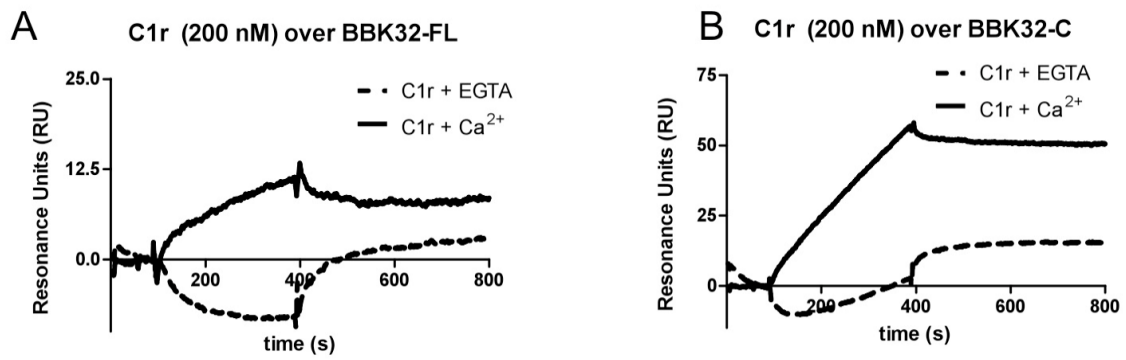 A
C1r (200 nM) over BBK32-FL
C1r + EGTA
C1r + Ca2+
Resonance Units (RU)
25.0
12.5
0.0
200
400
600
800
time (s)
B
C1r (200 nM) over BBK32-C
C1r + EGTA
C1r + Ca2+
Resonance Units (RU)
75
50
25
0
200
400
600
800
time (s)